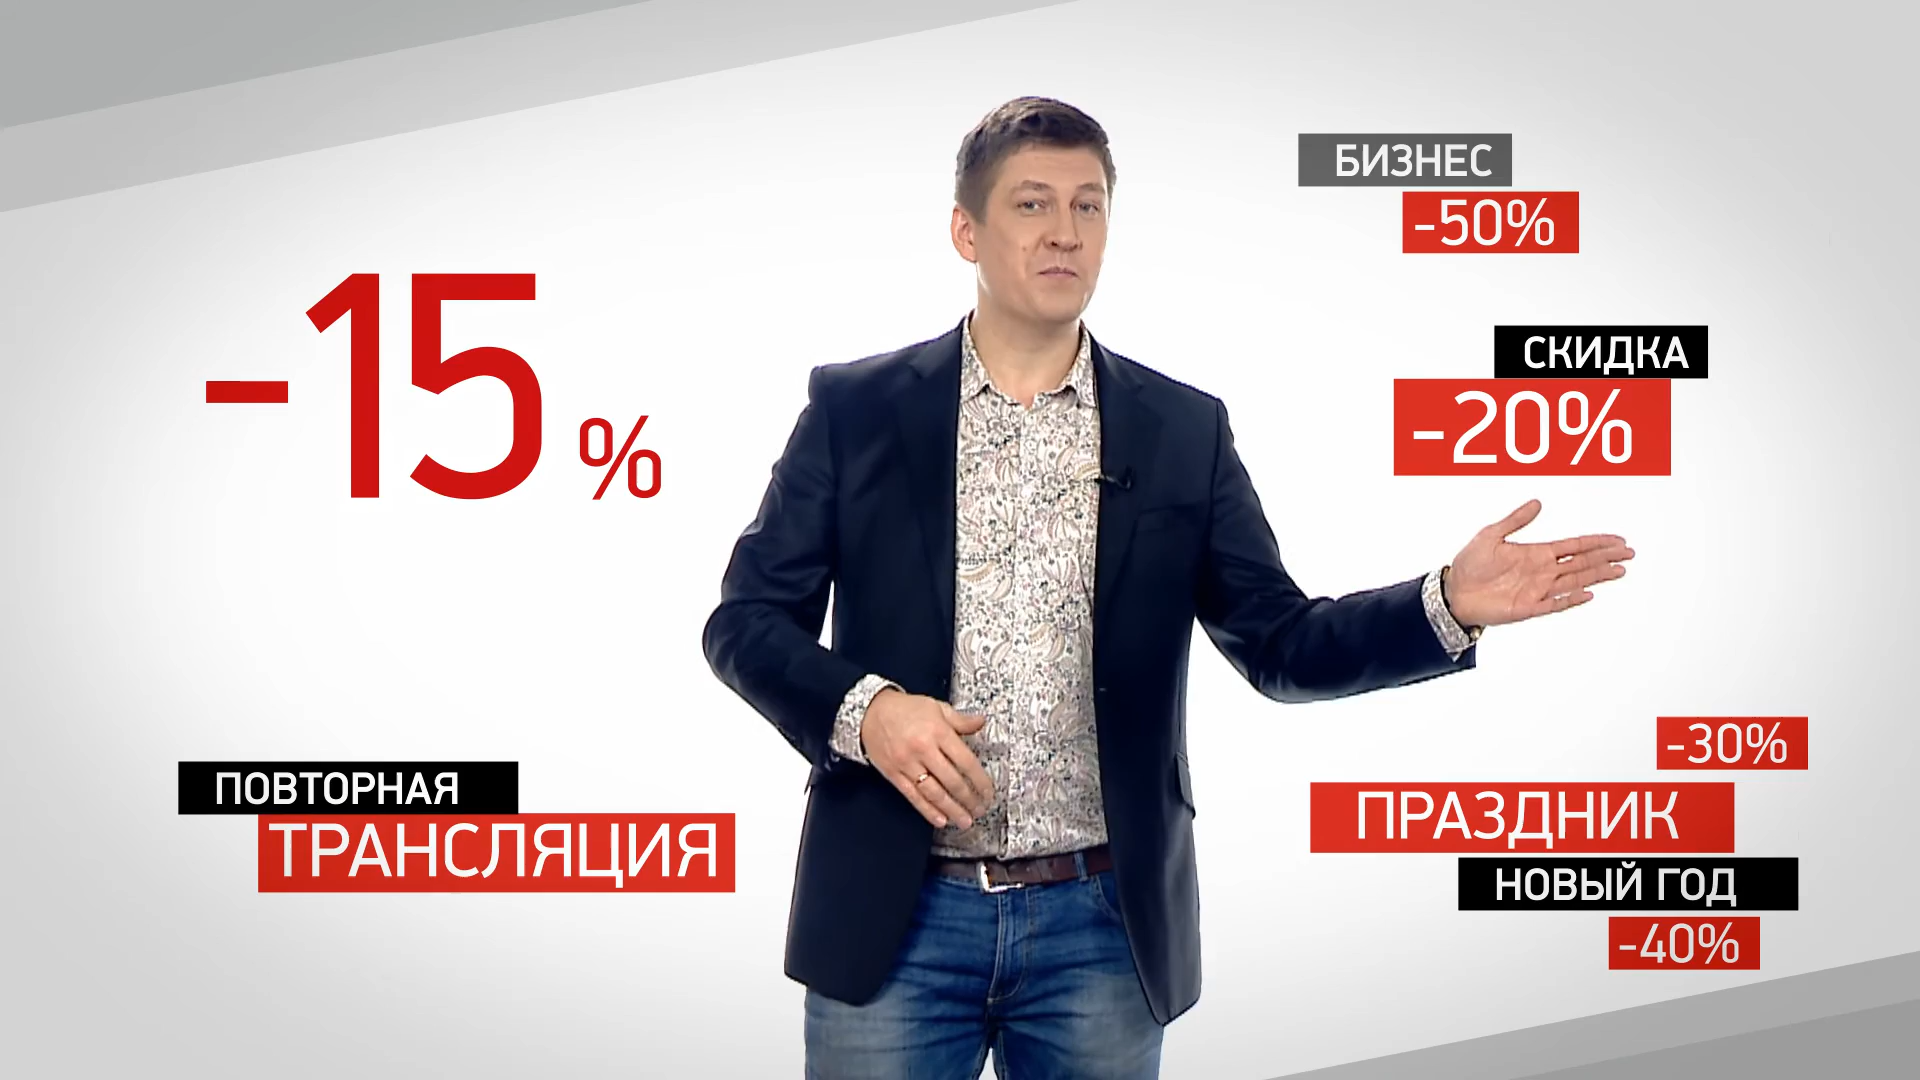 -15 %
ПОВТОРНАЯ
ТРАНСЛЯЦИЯ
БИЗНЕС
-50%
СКИДКА
-20%
-30%
ПРАЗДНИК
НОВЫЙ ГОД
-40%